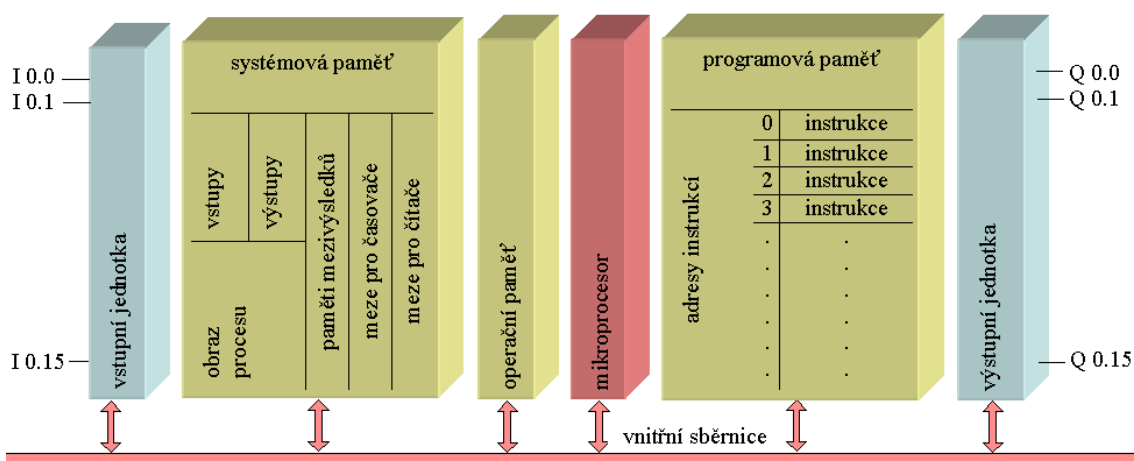 I 0.0
I 0.1
I 0.15
vstupní jednotka
systémová paměť
vstupy
výstupy
obraz
procesu
paměti mezivýsledků
meze pro časovače
meze pro čítače
operační paměť
mikroprocesor
programová paměť
adresy instrukcí
0 instrukce
1 instrukce
2 instrukce
3 instrukce
. .
. .
. .
. .
. .
. .
výstupní jednotka
Q 0.0
Q 0.1
Q 0.15
vnitřní sběrnice